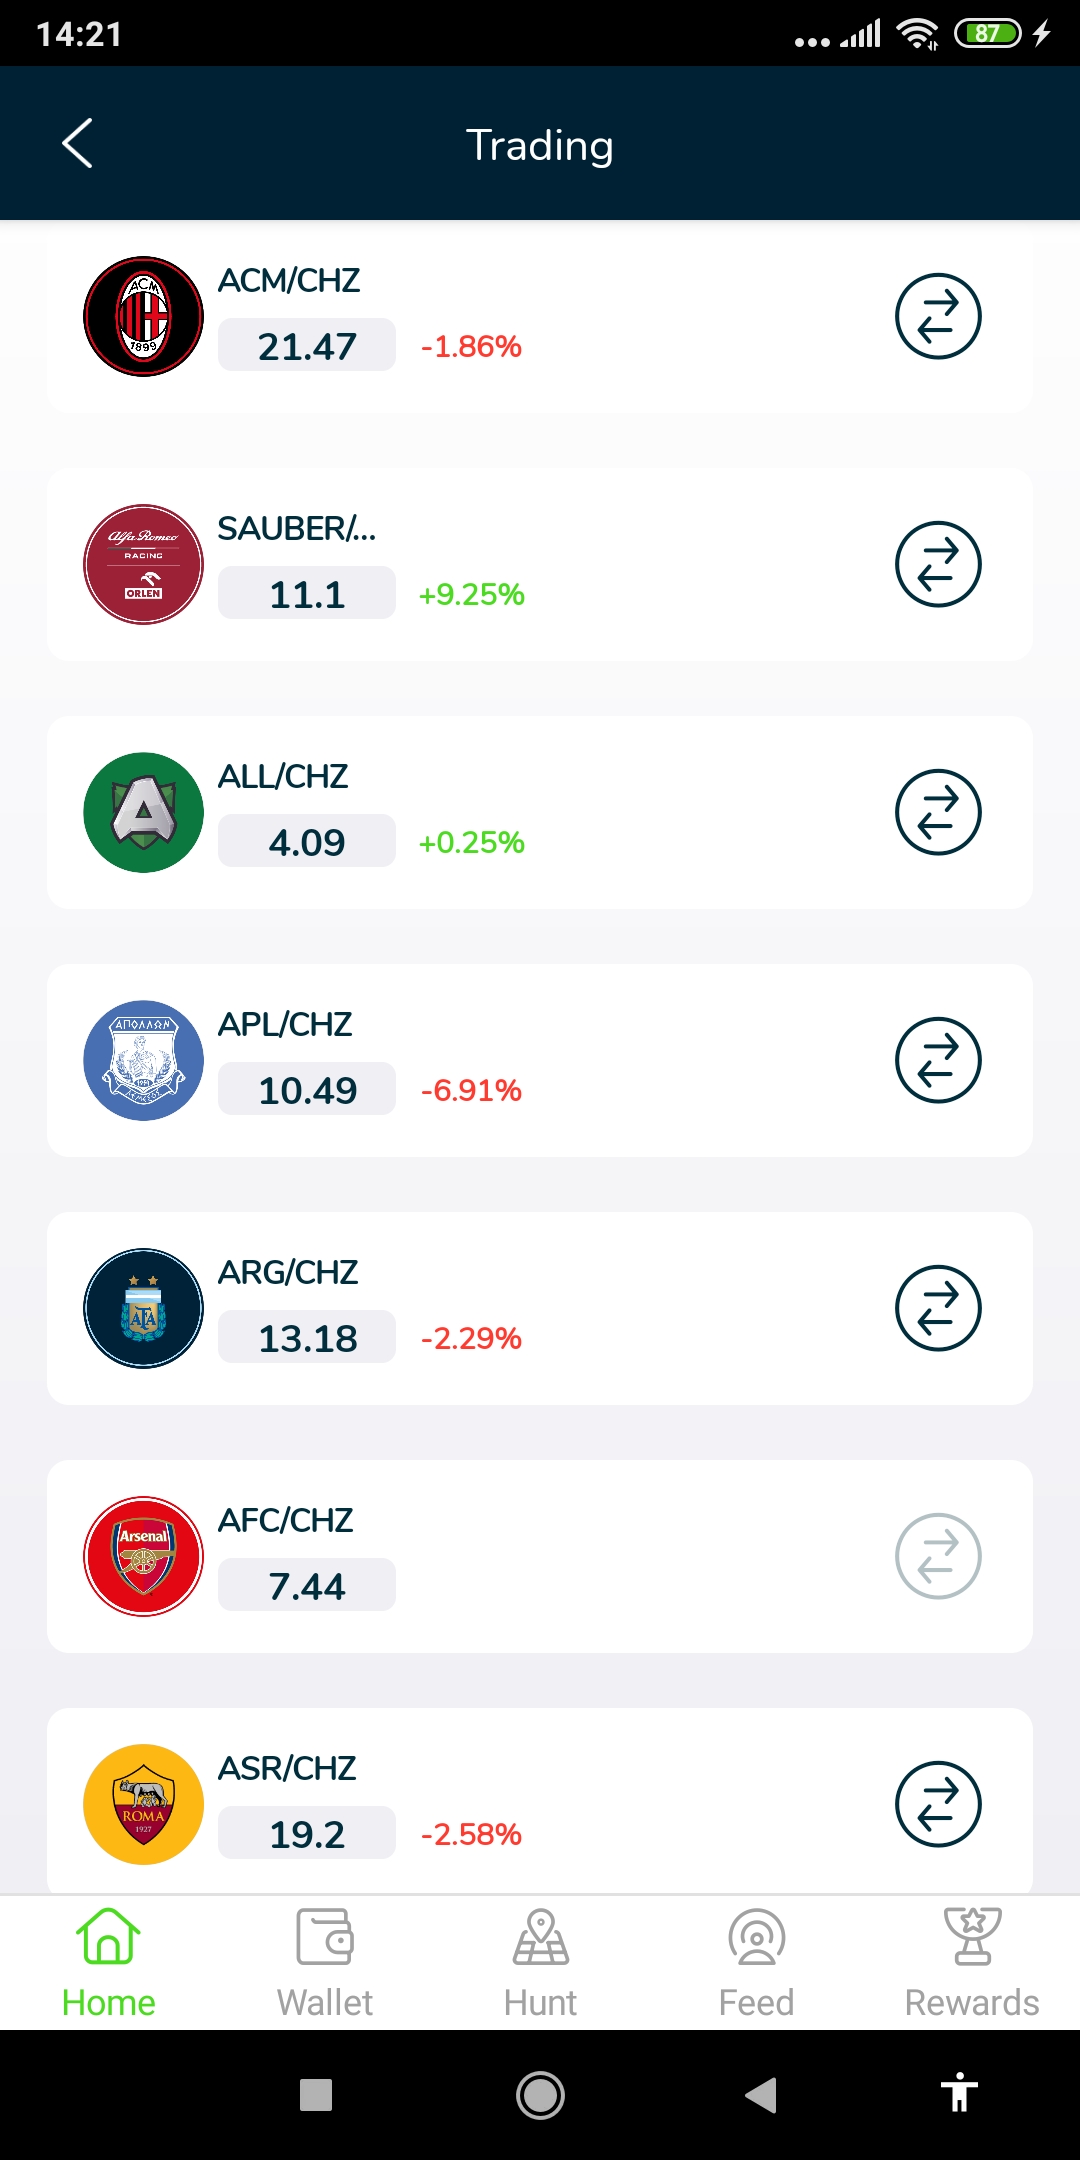 14:21
87
Trading
ACM/CHZ
ACM
1899
21.47
-1.86%
SAUBER/...
Alfa Romeo
RACING
ORLEN
11.1
+9.25%
ALL/CHZ
A
4.09
+0.25%
APL/CHZ
ΑΠΟΛΛΩΝ
1954
ΛΕΜΕΣΟΣ
10.49
-6.91%
ARG/CHZ
AFA
13.18
-2.29%
AFC/CHZ
Arsenal
7.44
ASR/CHZ
ROMA
1927
19.2
-2.58%
Home
Wallet
Hunt
Feed
Rewards